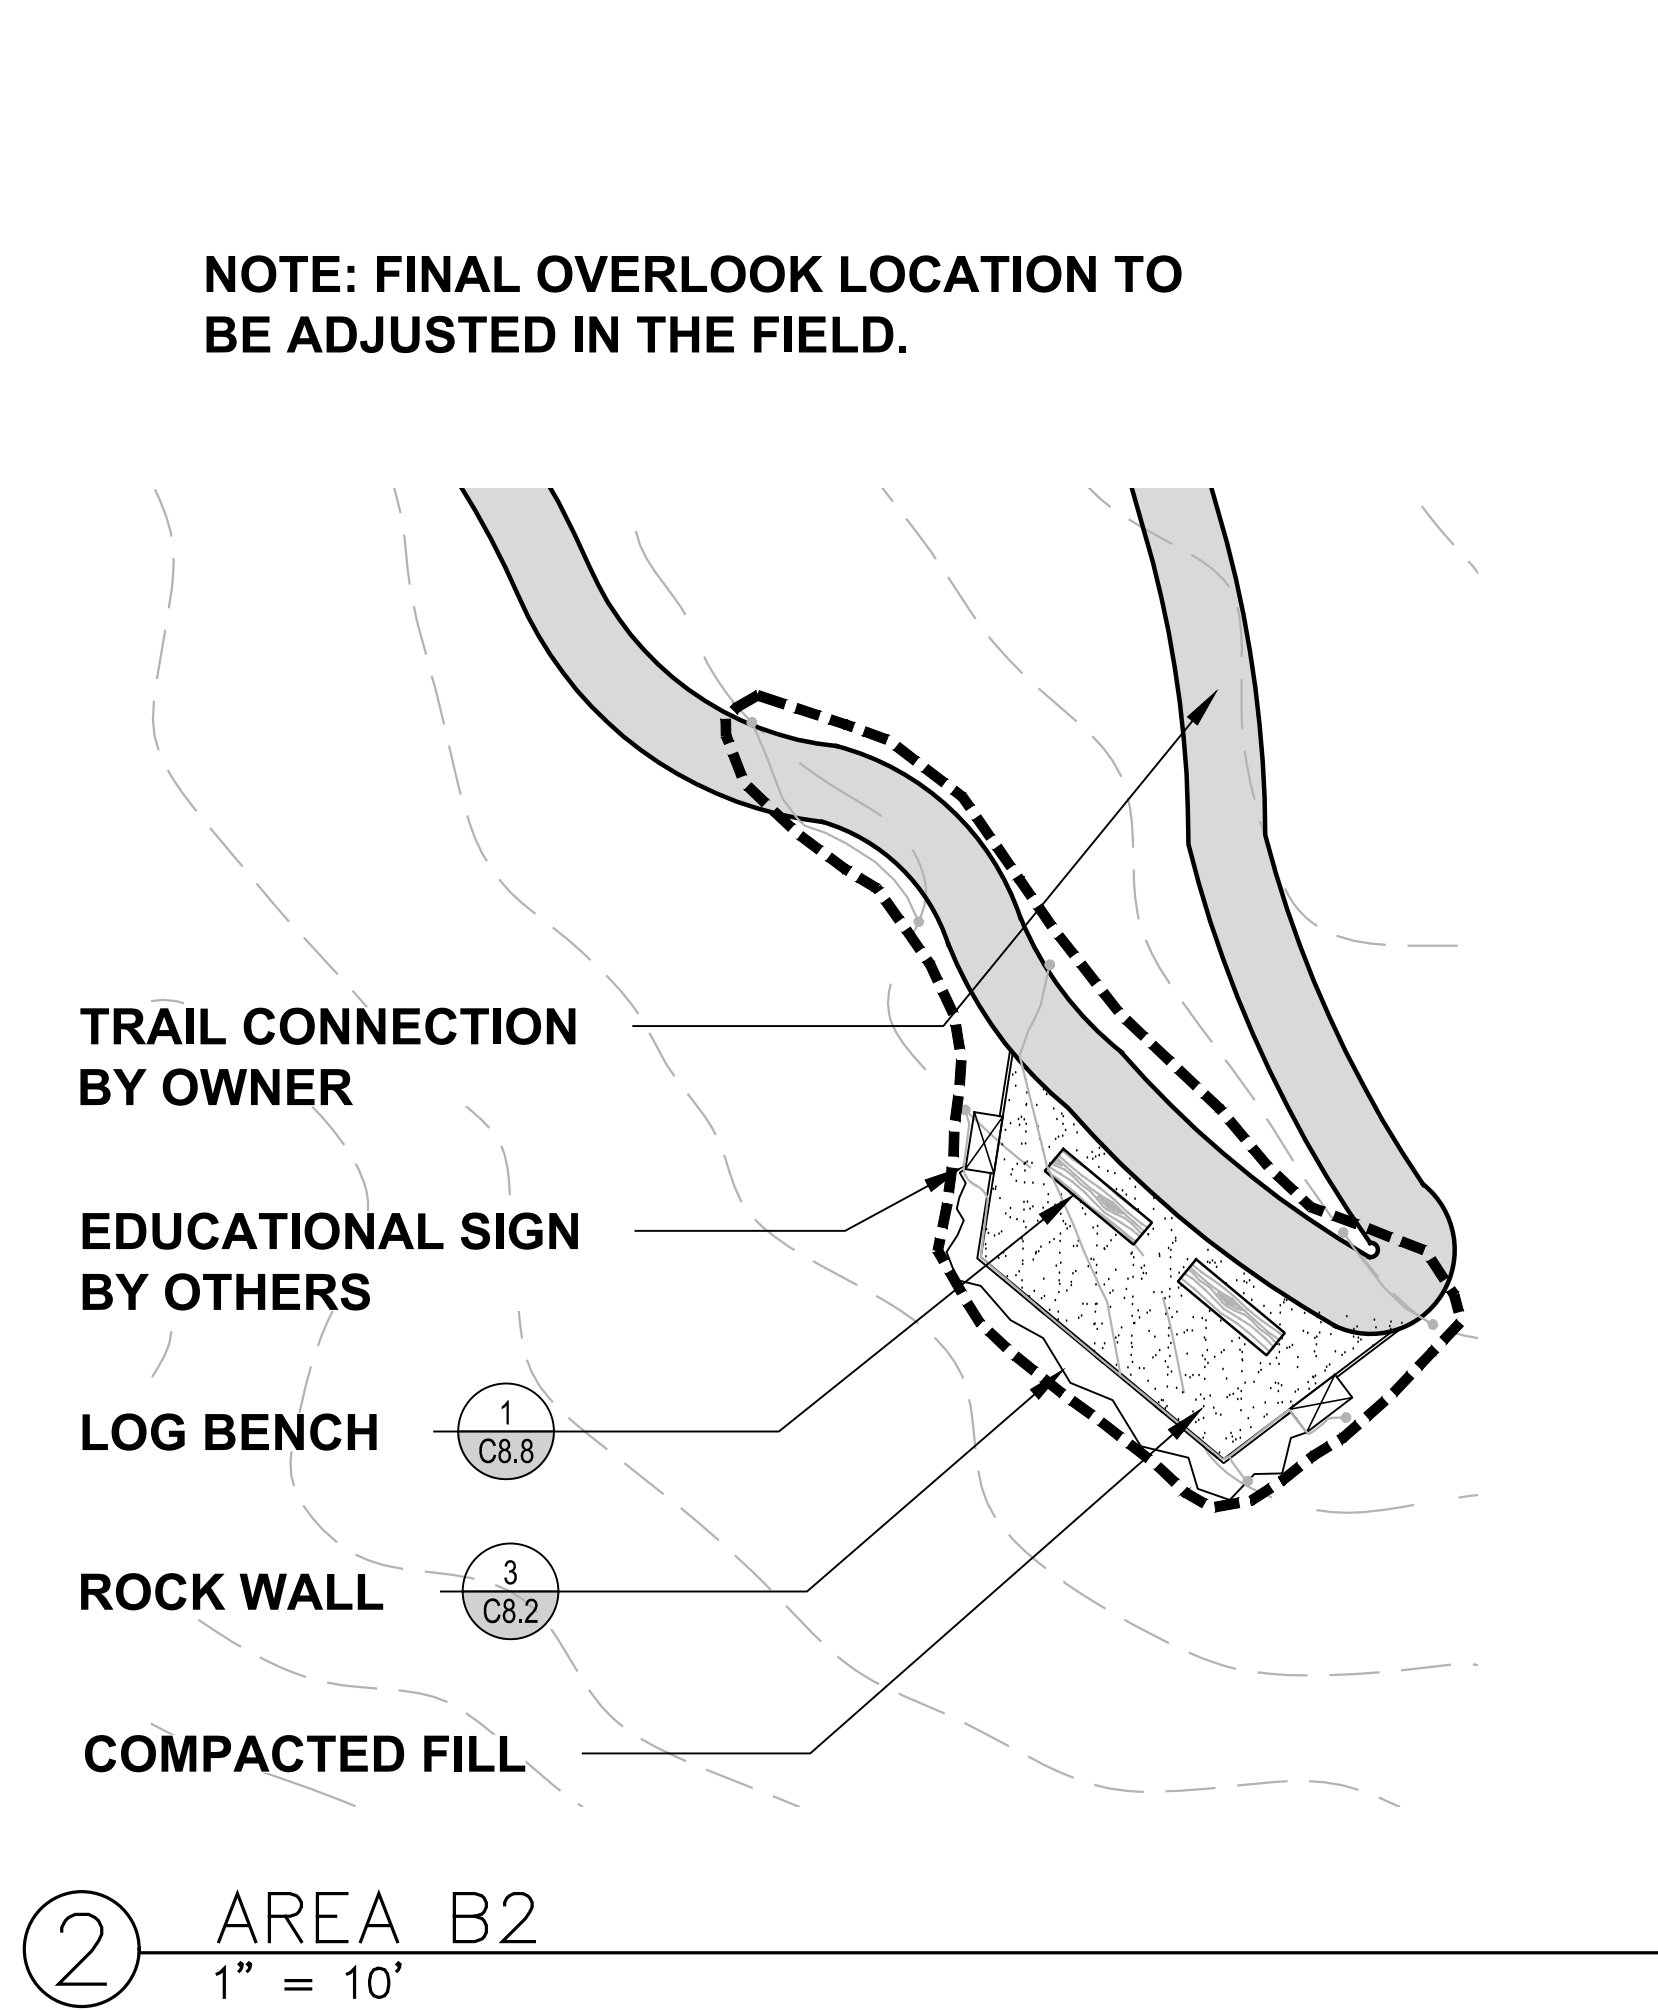 NOTE: FINAL OVERLOOK LOCATION TO
BE ADJUSTED IN THE FIELD.
TRAIL CONNECTION
BY OWNER
EDUCATIONAL SIGN
BY OTHERS
LOG BENCH
1
C8.8
ROCK WALL
3
C8.2
COMPACTED FILL
2
AREA B2
1" = 10'